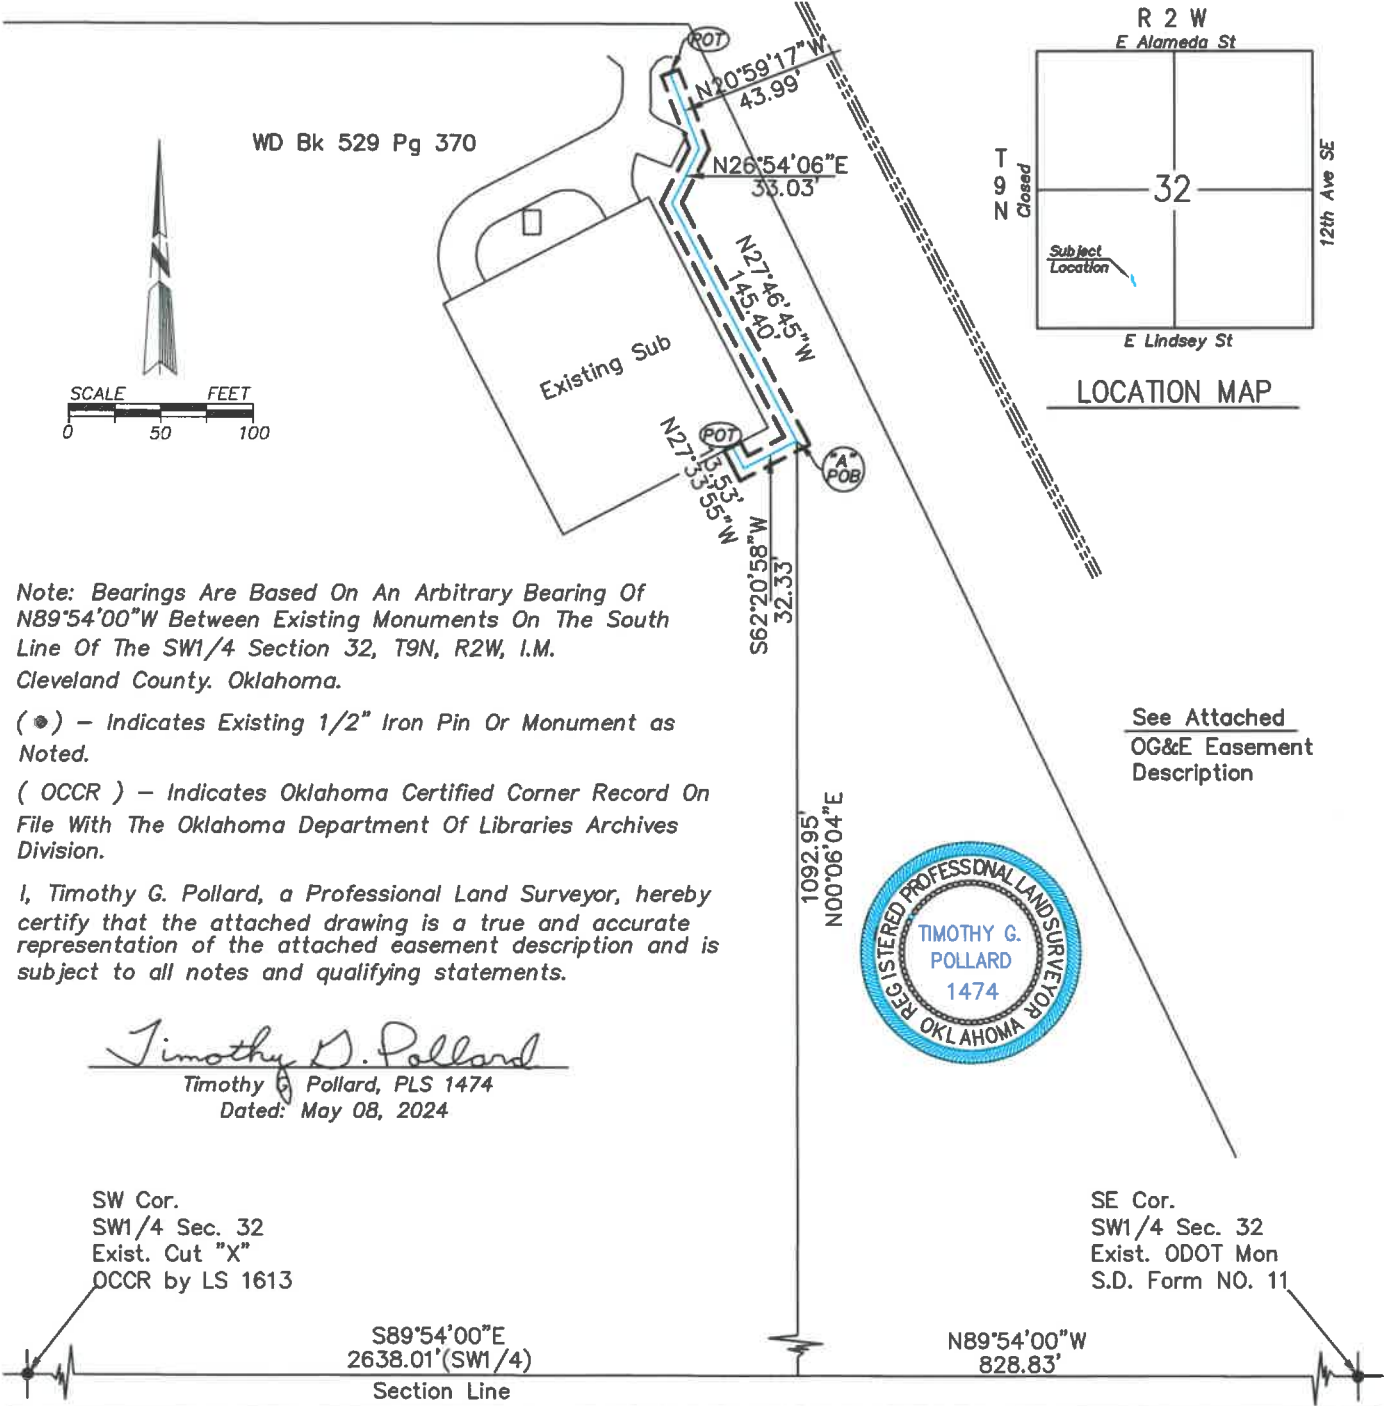 R 2 W
E Alameda St
POT
N20°59'17"W
43.99'
WD Bk 529 Pg 370
N26°54'06"E
33.03'
T
9
N
Closed
32
12th Ave SE
Subject
Location
E Lindsey St
LOCATION MAP
N27°46'45"W
145.40'
Existing Sub
SCALE FEET
0 50 100
POT
N27°33'55"W
13.53'
"A"
POB
S62°20'58"W
32.33'
Note: Bearings Are Based On An Arbitrary Bearing Of
N89°54'00"W Between Existing Monuments On The South
Line Of The SW1/4 Section 32, T9N, R2W, I.M.
Cleveland County. Oklahoma.
( ) – Indicates Existing 1/2" Iron Pin Or Monument as
Noted.
( OCCR ) – Indicates Oklahoma Certified Corner Record On
File With The Oklahoma Department Of Libraries Archives
Division.
I, Timothy G. Pollard, a Professional Land Surveyor, hereby
certify that the attached drawing is a true and accurate
representation of the attached easement description and is
subject to all notes and qualifying statements.
Timothy G. Pollard
Timothy G Pollard, PLS 1474
Dated: May 08, 2024
See Attached
OG&E Easement
Description
1092.95'
N00°06'04"E
REGISTERED PROFESSIONAL LAND SURVEYOR
TIMOTHY G.
POLLARD
1474
OKLAHOMA
SW Cor.
SW1/4 Sec. 32
Exist. Cut "X"
OCCR by LS 1613
SE Cor.
SW1/4 Sec. 32
Exist. ODOT Mon
S.D. Form NO. 11
S89°54'00"E
2638.01'(SW1/4)
Section Line
N89°54'00"W
828.83'